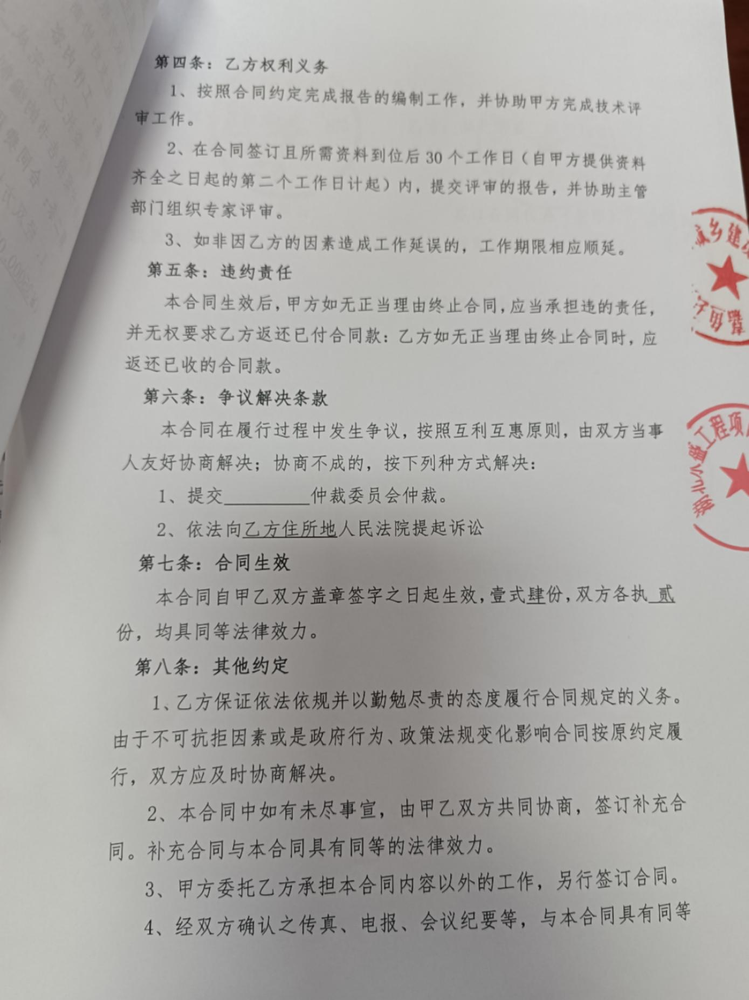 第四条：乙方权利义务
1、按照合同约定完成报告的编制工作，并协助甲方完成技术评
审工作。
2、在合同签订且所需资料到位后 30 个工作日（自甲方提供资料
齐全之日起的第二个工作日计起）内，提交评审的报告，并协助主管
部门组织专家评审。
3、如非因乙方的因素造成工作延误的，工作期限相应顺延。
第五条：违约责任
本合同生效后，甲方如无正当理由终止合同，应当承担违的责任，
并无权要求乙方返还已付合同款：乙方如无正当理由终止合同时，应
返还已收的合同款。
第六条：争议解决条款
本合同在履行过程中发生争议，按照互利互惠原则，由双方当事
人友好协商解决；协商不成的，按下列种方式解决：
1、提交_________仲裁委员会仲裁。
2、依法向乙方住所地人民法院提起诉讼
第七条：合同生效
本合同自甲乙双方盖章签字之日起生效，壹式肆份，双方各执 贰
份，均具同等法律效力。
第八条：其他约定
1、乙方保证依法依规并以勤勉尽责的态度履行合同规定的义务。
由于不可抗拒因素或是政府行为、政策法规变化影响合同按原约定履
行，双方应及时协商解决。
2、本合同中如有未尽事宣，由甲乙双方共同协商，签订补充合
同。补充合同与本合同具有同等的法律效力。
3、甲方委托乙方承担本合同内容以外的工作，另行签订合同。
4、经双方确认之传真、电报、会议纪要等，与本合同具有同等
乡建
工程项